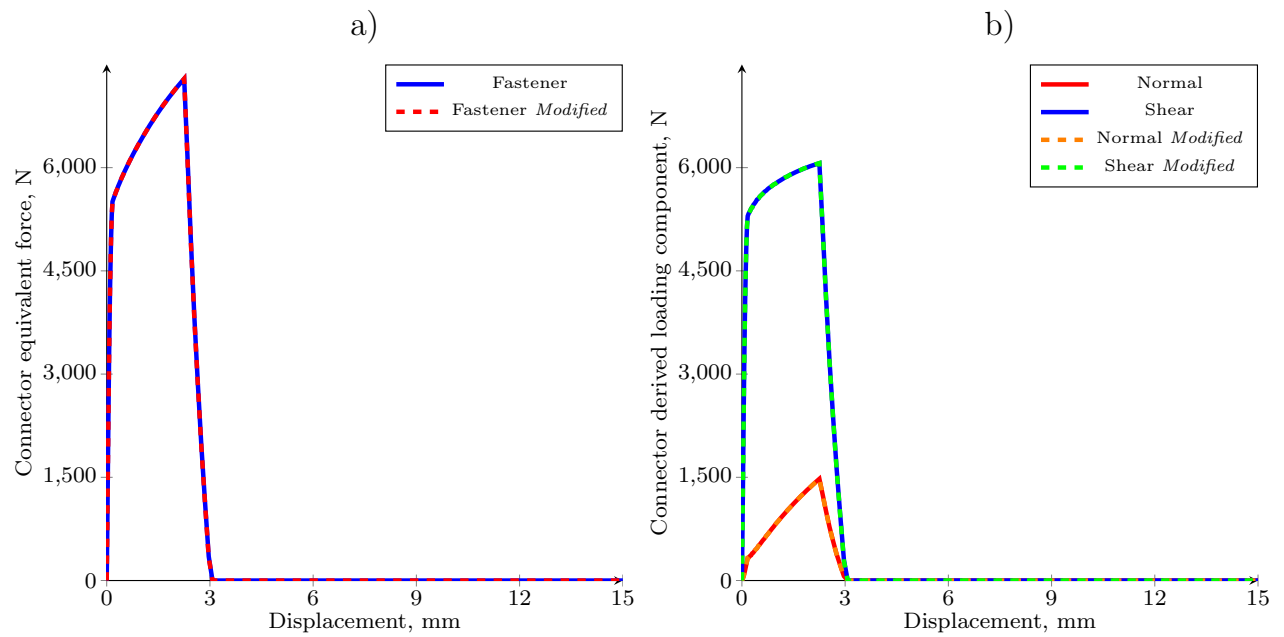 a)
Connector equivalent force, N
6,000
4,500
3,000
1,500
0
0 3 6 9 12 15
Displacement, mm
Fastener
Fastener Modified
b)
Connector derived loading component, N
6,000
4,500
3,000
1,500
0
0 3 6 9 12 15
Displacement, mm
Normal
Shear
Normal Modified
Shear Modified